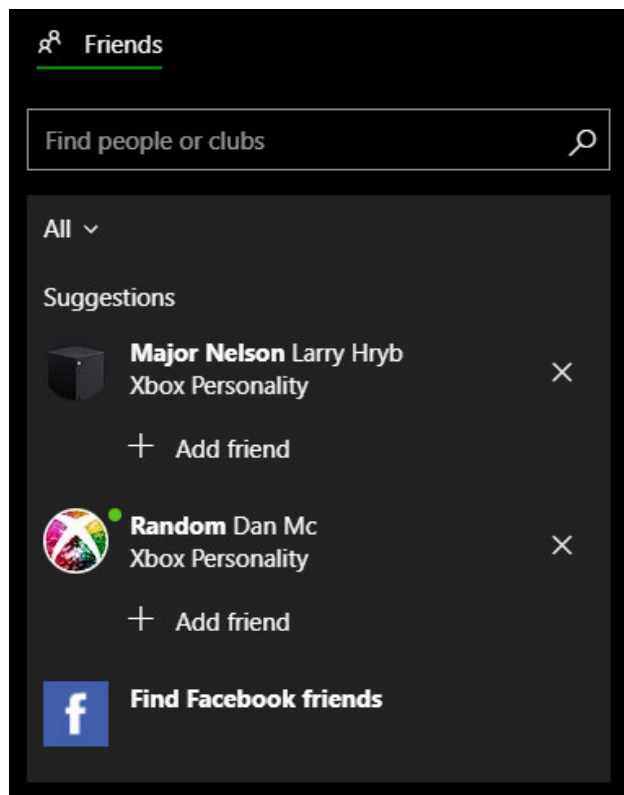 Friends
Find people or clubs
All
Suggestions
Major Nelson Larry Hryb
Xbox Personality
Add friend
Random Dan Mc
Xbox Personality
Add friend
f
Find Facebook friends